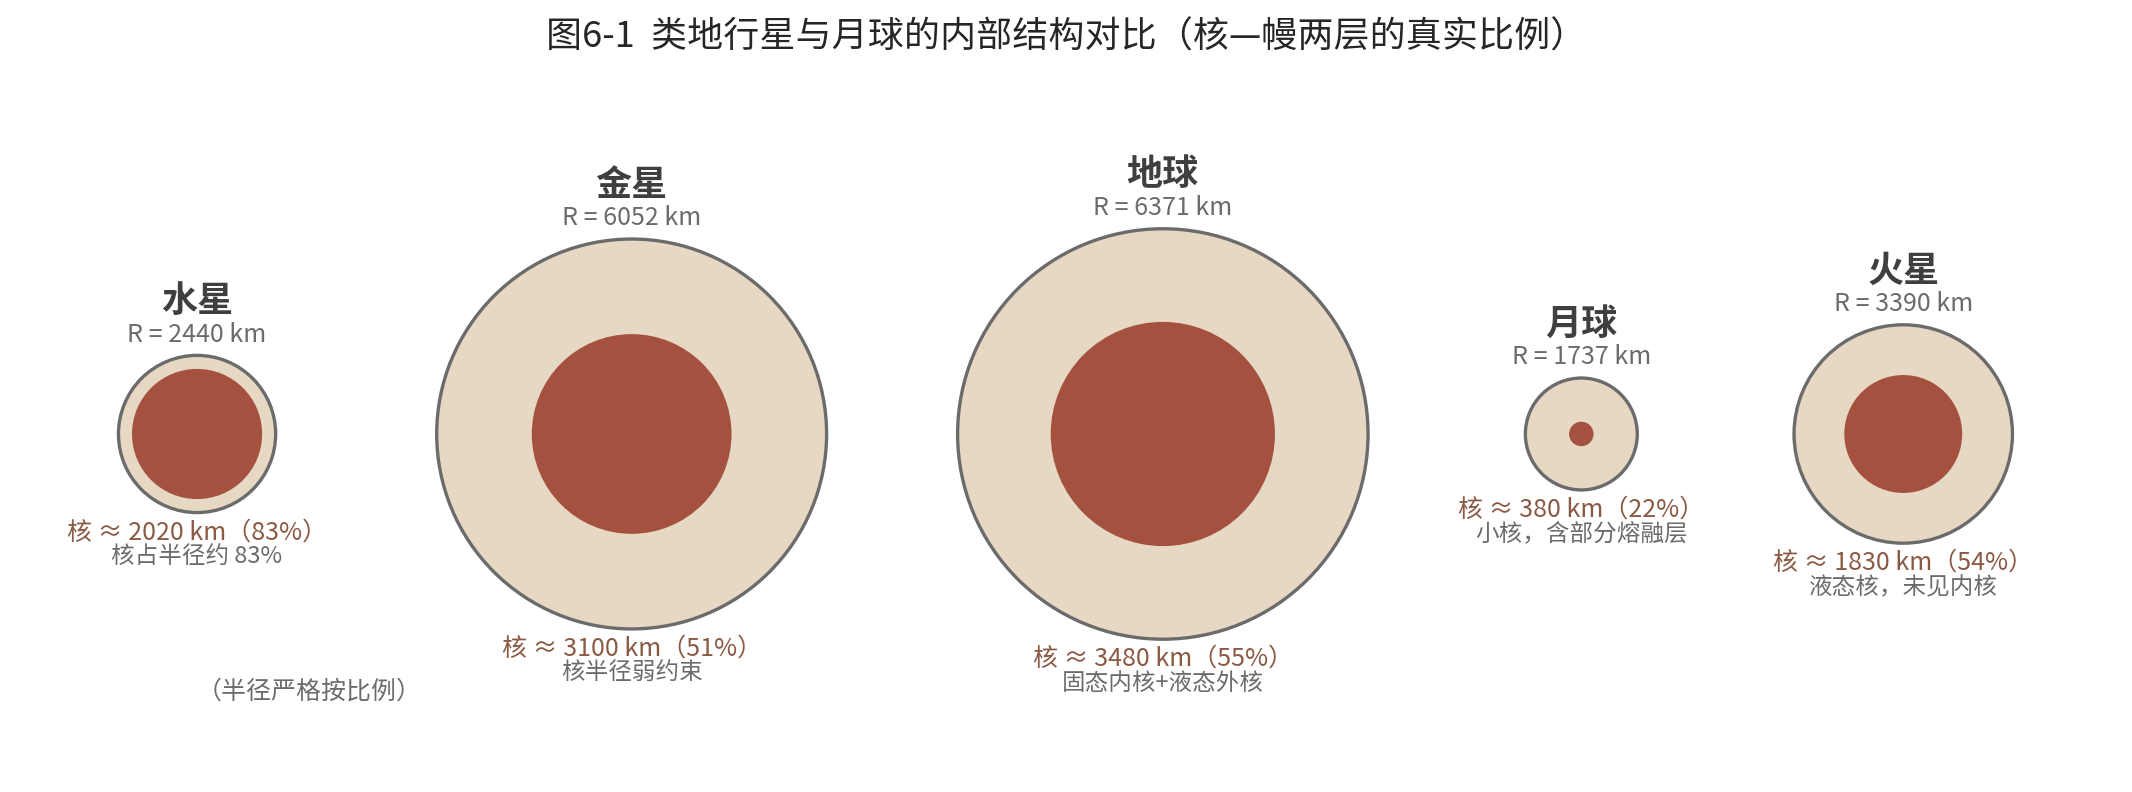 图6-1 类地行星与月球的内部结构对比（核—幔两层的真实比例）
水星
R = 2440 km
核 ≈ 2020 km（83%）
核占半径约 83%
金星
R = 6052 km
核 ≈ 3100 km（51%）
核半径弱约束
地球
R = 6371 km
核 ≈ 3480 km（55%）
固态内核+液态外核
月球
R = 1737 km
核 ≈ 380 km（22%）
小核，含部分熔融层
火星
R = 3390 km
核 ≈ 1830 km（54%）
液态核，未见内核
（半径严格按比例）